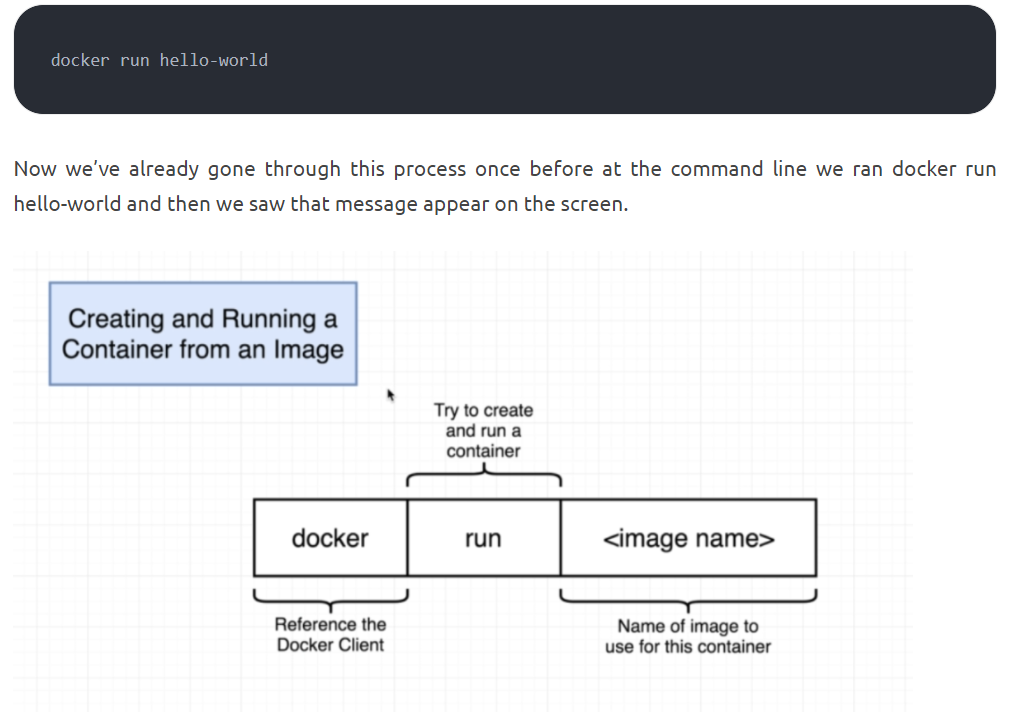 docker run hello-world
Now we’ve already gone through this process once before at the command line we ran docker run
hello-world and then we saw that message appear on the screen.
Creating and Running a
Container from an Image
Try to create
and run a
container
docker run <image name>
Reference the
Docker Client
Name of image to
use for this container